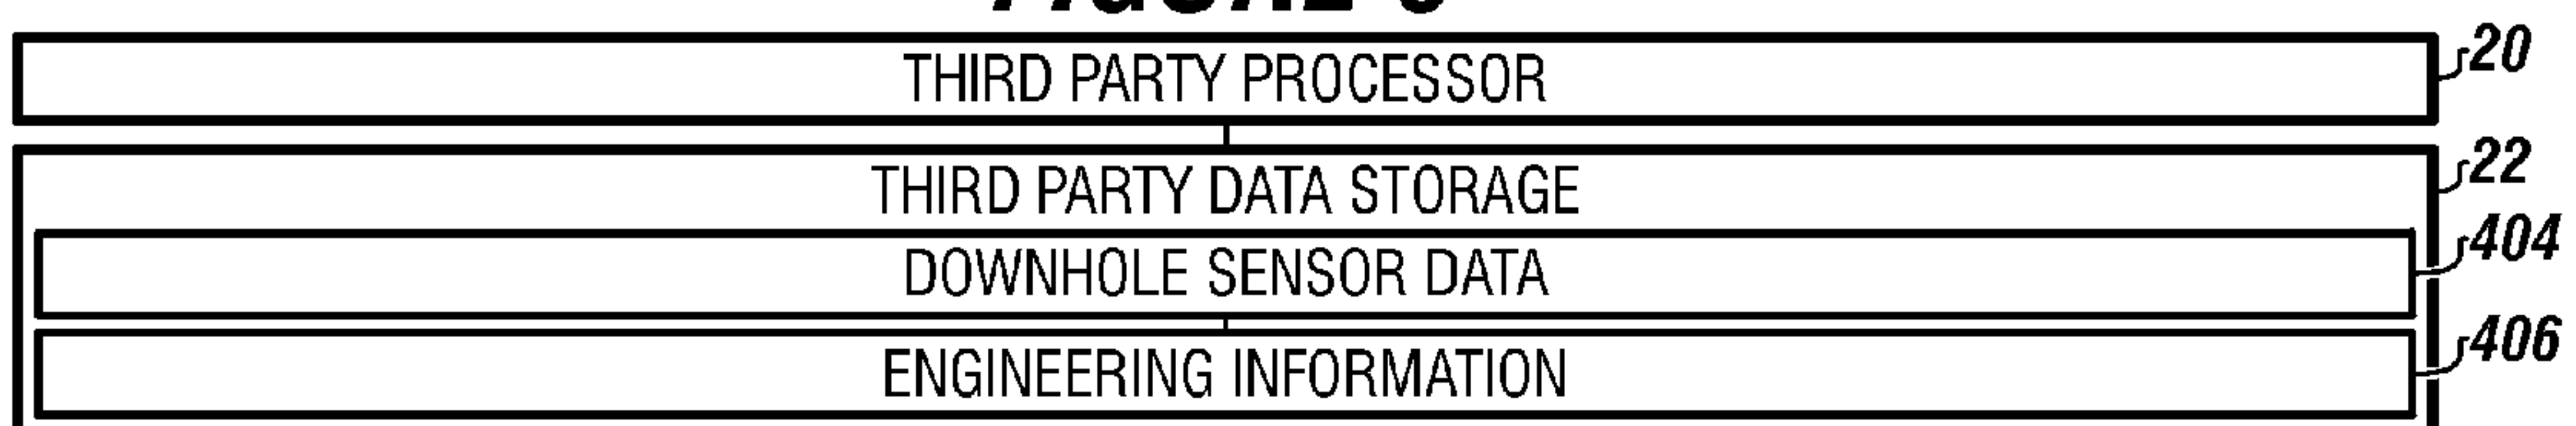 THIRD PARTY PROCESSOR
20
THIRD PARTY DATA STORAGE
22
DOWNHOLE SENSOR DATA
404
ENGINEERING INFORMATION
406